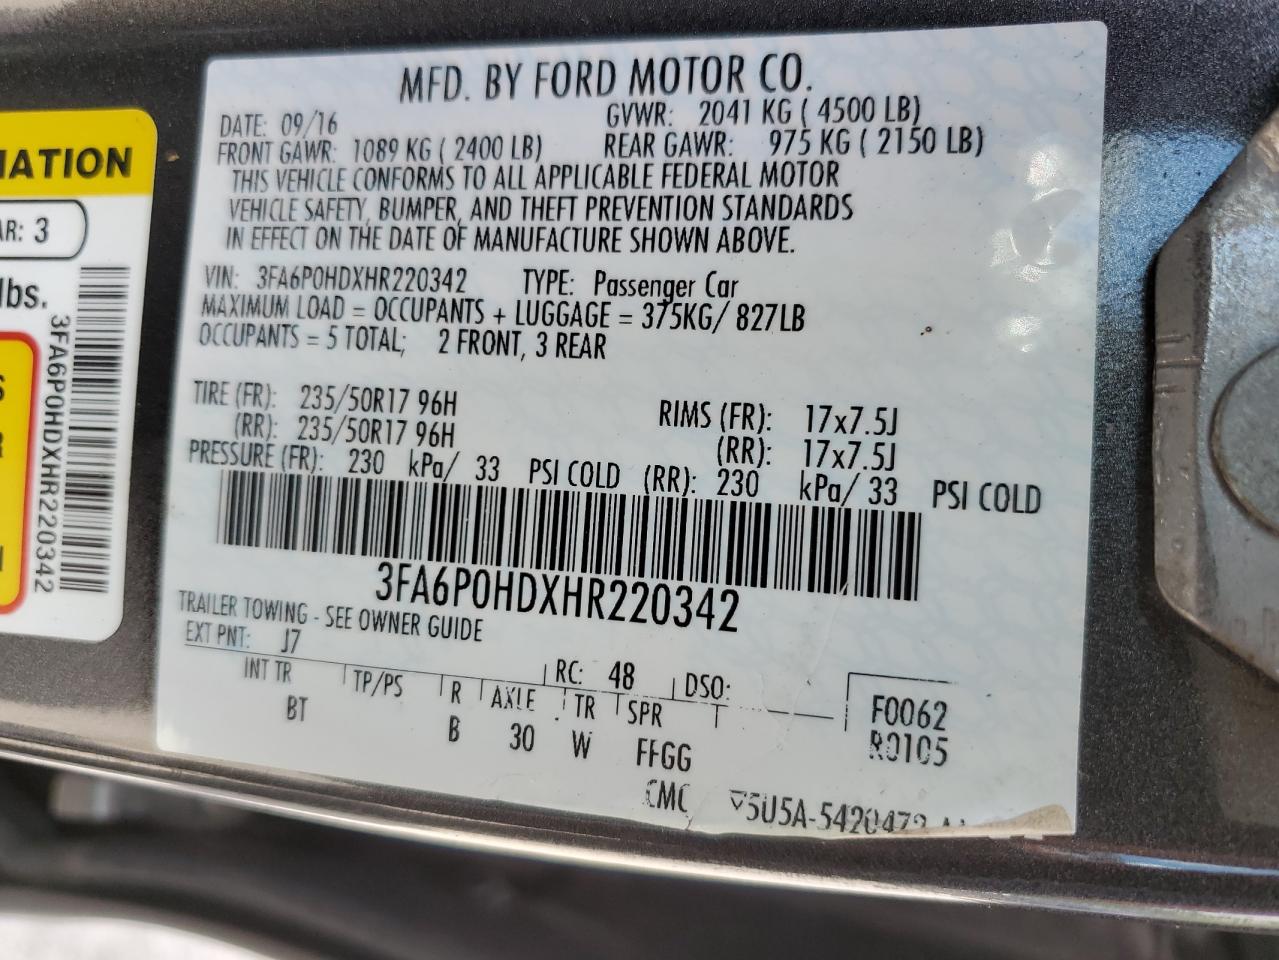 MFD. BY FORD MOTOR CO.
DATE: 09/16 GVWR: 2041 KG ( 4500 LB)
FRONT GAWR: 1089 KG ( 2400 LB) REAR GAWR: 975 KG ( 2150 LB)
THIS VEHICLE CONFORMS TO ALL APPLICABLE FEDERAL MOTOR
VEHICLE SAFETY, BUMPER, AND THEFT PREVENTION STANDARDS
IN EFFECT ON THE DATE OF MANUFACTURE SHOWN ABOVE.
VIN: 3FA6P0HDXHR220342 TYPE: Passenger Car
MAXIMUM LOAD = OCCUPANTS + LUGGAGE = 375KG/ 827LB
OCCUPANTS = 5 TOTAL; 2 FRONT, 3 REAR
TIRE (FR): 235/50R17 96H RIMS (FR): 17x7.5J
(RR): 235/50R17 96H (RR): 17x7.5J
PRESSURE (FR): 230 kPa/ 33 PSI COLD (RR): 230 kPa/ 33 PSI COLD
3FA6P0HDXHR220342
TRAILER TOWING - SEE OWNER GUIDE
EXT PNT: J7 RC: 48 DSO:
INT TR TP/PS R AXLE TR SPR F0062
BT B 30 W FFGG R0105
CMC
MATION
AR: 3
lbs.
3FA6P0HDXHR220342